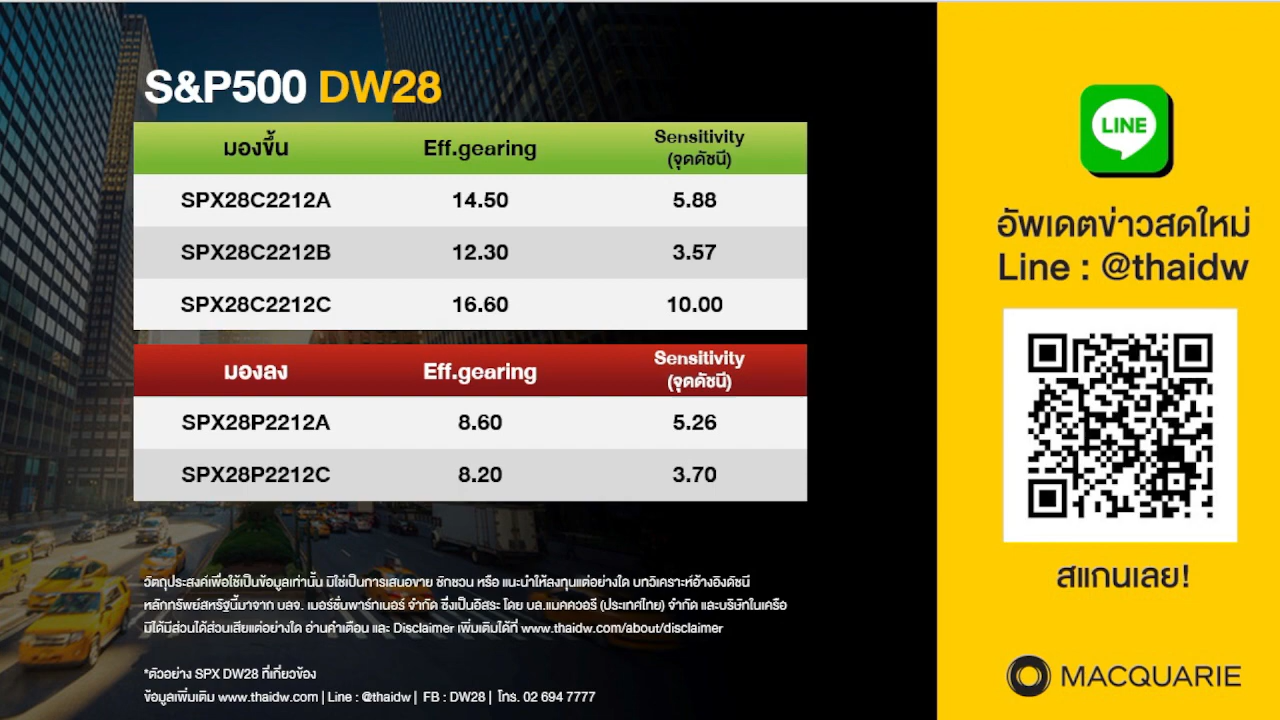 S&P500 DW28
มองขึ้น Eff.gearing Sensitivity (จุดดัชนี)
SPX28C2212A 14.50 5.88
SPX28C2212B 12.30 3.57
SPX28C2212C 16.60 10.00
มองลง Eff.gearing Sensitivity (จุดดัชนี)
SPX28P2212A 8.60 5.26
SPX28P2212C 8.20 3.70
วัตถุประสงค์เพื่อใช้เป็นข้อมูลเท่านั้น มิใช่เป็นการเสนอขาย ชักชวน หรือ แนะนำให้ลงทุนแต่อย่างใด บทวิเคราะห์อ้างอิงดัชนี
หลักทรัพย์สหรัฐนี้มาจาก บลจ. เมอร์ชั่นพาร์ทเนอร์ จำกัด ซึ่งเป็นอิสระ โดย บล.แมคควอรี (ประเทศไทย) จำกัด และบริษัทในเครือ
มิได้มีส่วนได้ส่วนเสียแต่อย่างใด อ่านคำเตือน และ Disclaimer เพิ่มเติมได้ที่ www.thaidw.com/about/disclaimer
*ตัวอย่าง SPX DW28 ที่เกี่ยวข้อง
ข้อมูลเพิ่มเติม www.thaidw.com | Line : @thaidw | FB : DW28 | โทร. 02 694 7777
LINE
อัพเดตข่าวสดใหม่
Line : @thaidw
สแกนเลย!
MACQUARIE